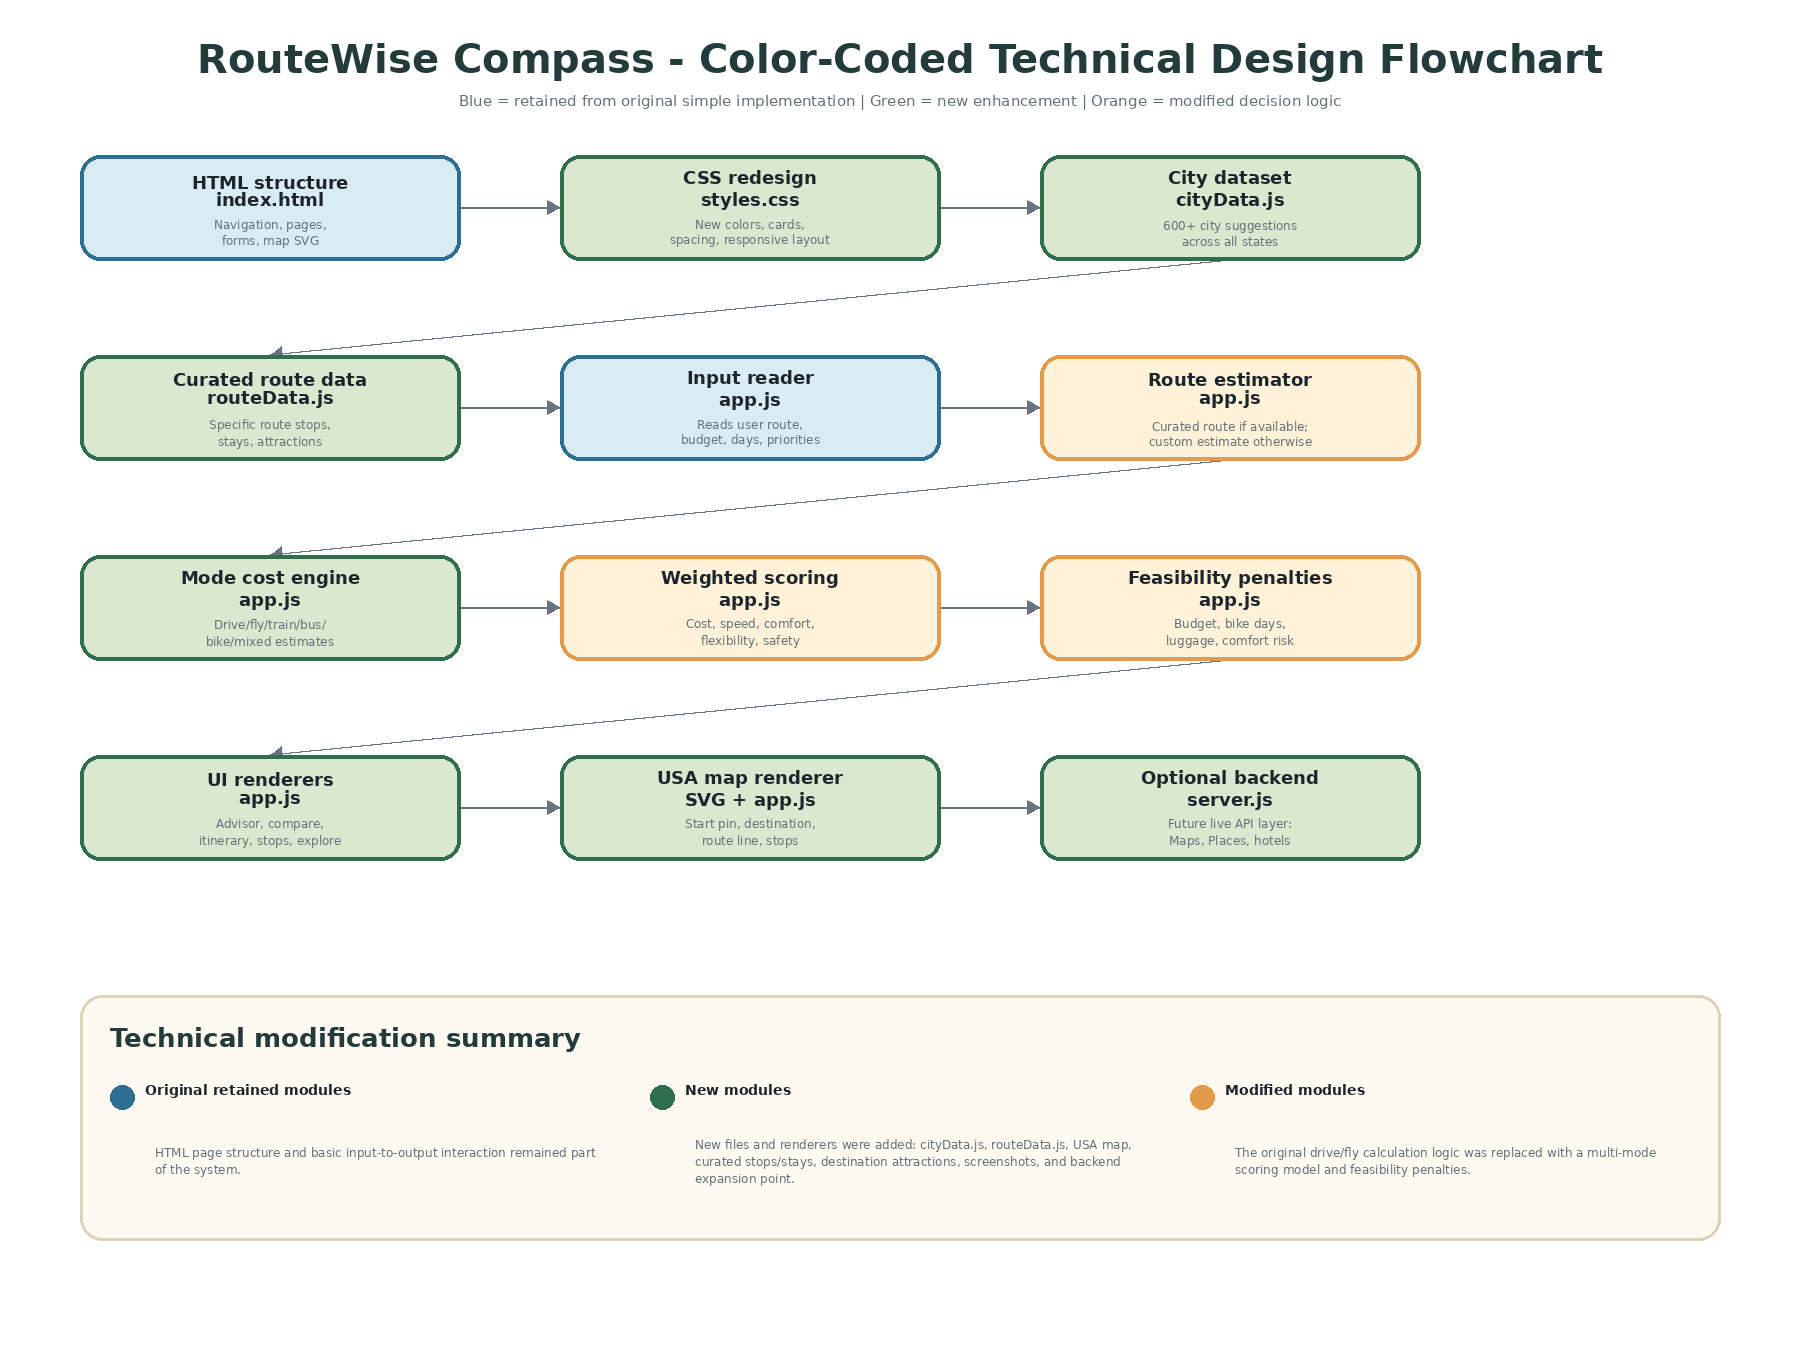 RouteWise Compass - Color-Coded Technical Design Flowchart
Blue = retained from original simple implementation | Green = new enhancement | Orange = modified decision logic
HTML structure
index.html
Navigation, pages,
forms, map SVG
CSS redesign
styles.css
New colors, cards,
spacing, responsive layout
City dataset
cityData.js
600+ city suggestions
across all states
Curated route data
routeData.js
Specific route stops,
stays, attractions
Input reader
app.js
Reads user route,
budget, days, priorities
Route estimator
app.js
Curated route if available;
custom estimate otherwise
Mode cost engine
app.js
Drive/fly/train/bus/
bike/mixed estimates
Weighted scoring
app.js
Cost, speed, comfort,
flexibility, safety
Feasibility penalties
app.js
Budget, bike days,
luggage, comfort risk
UI renderers
app.js
Advisor, compare,
itinerary, stops, explore
USA map renderer
SVG + app.js
Start pin, destination,
route line, stops
Optional backend
server.js
Future live API layer:
Maps, Places, hotels
Technical modification summary
Original retained modules
HTML page structure and basic input-to-output interaction remained part
of the system.
New modules
New files and renderers were added: cityData.js, routeData.js, USA map,
curated stops/stays, destination attractions, screenshots, and backend
expansion point.
Modified modules
The original drive/fly calculation logic was replaced with a multi-mode
scoring model and feasibility penalties.